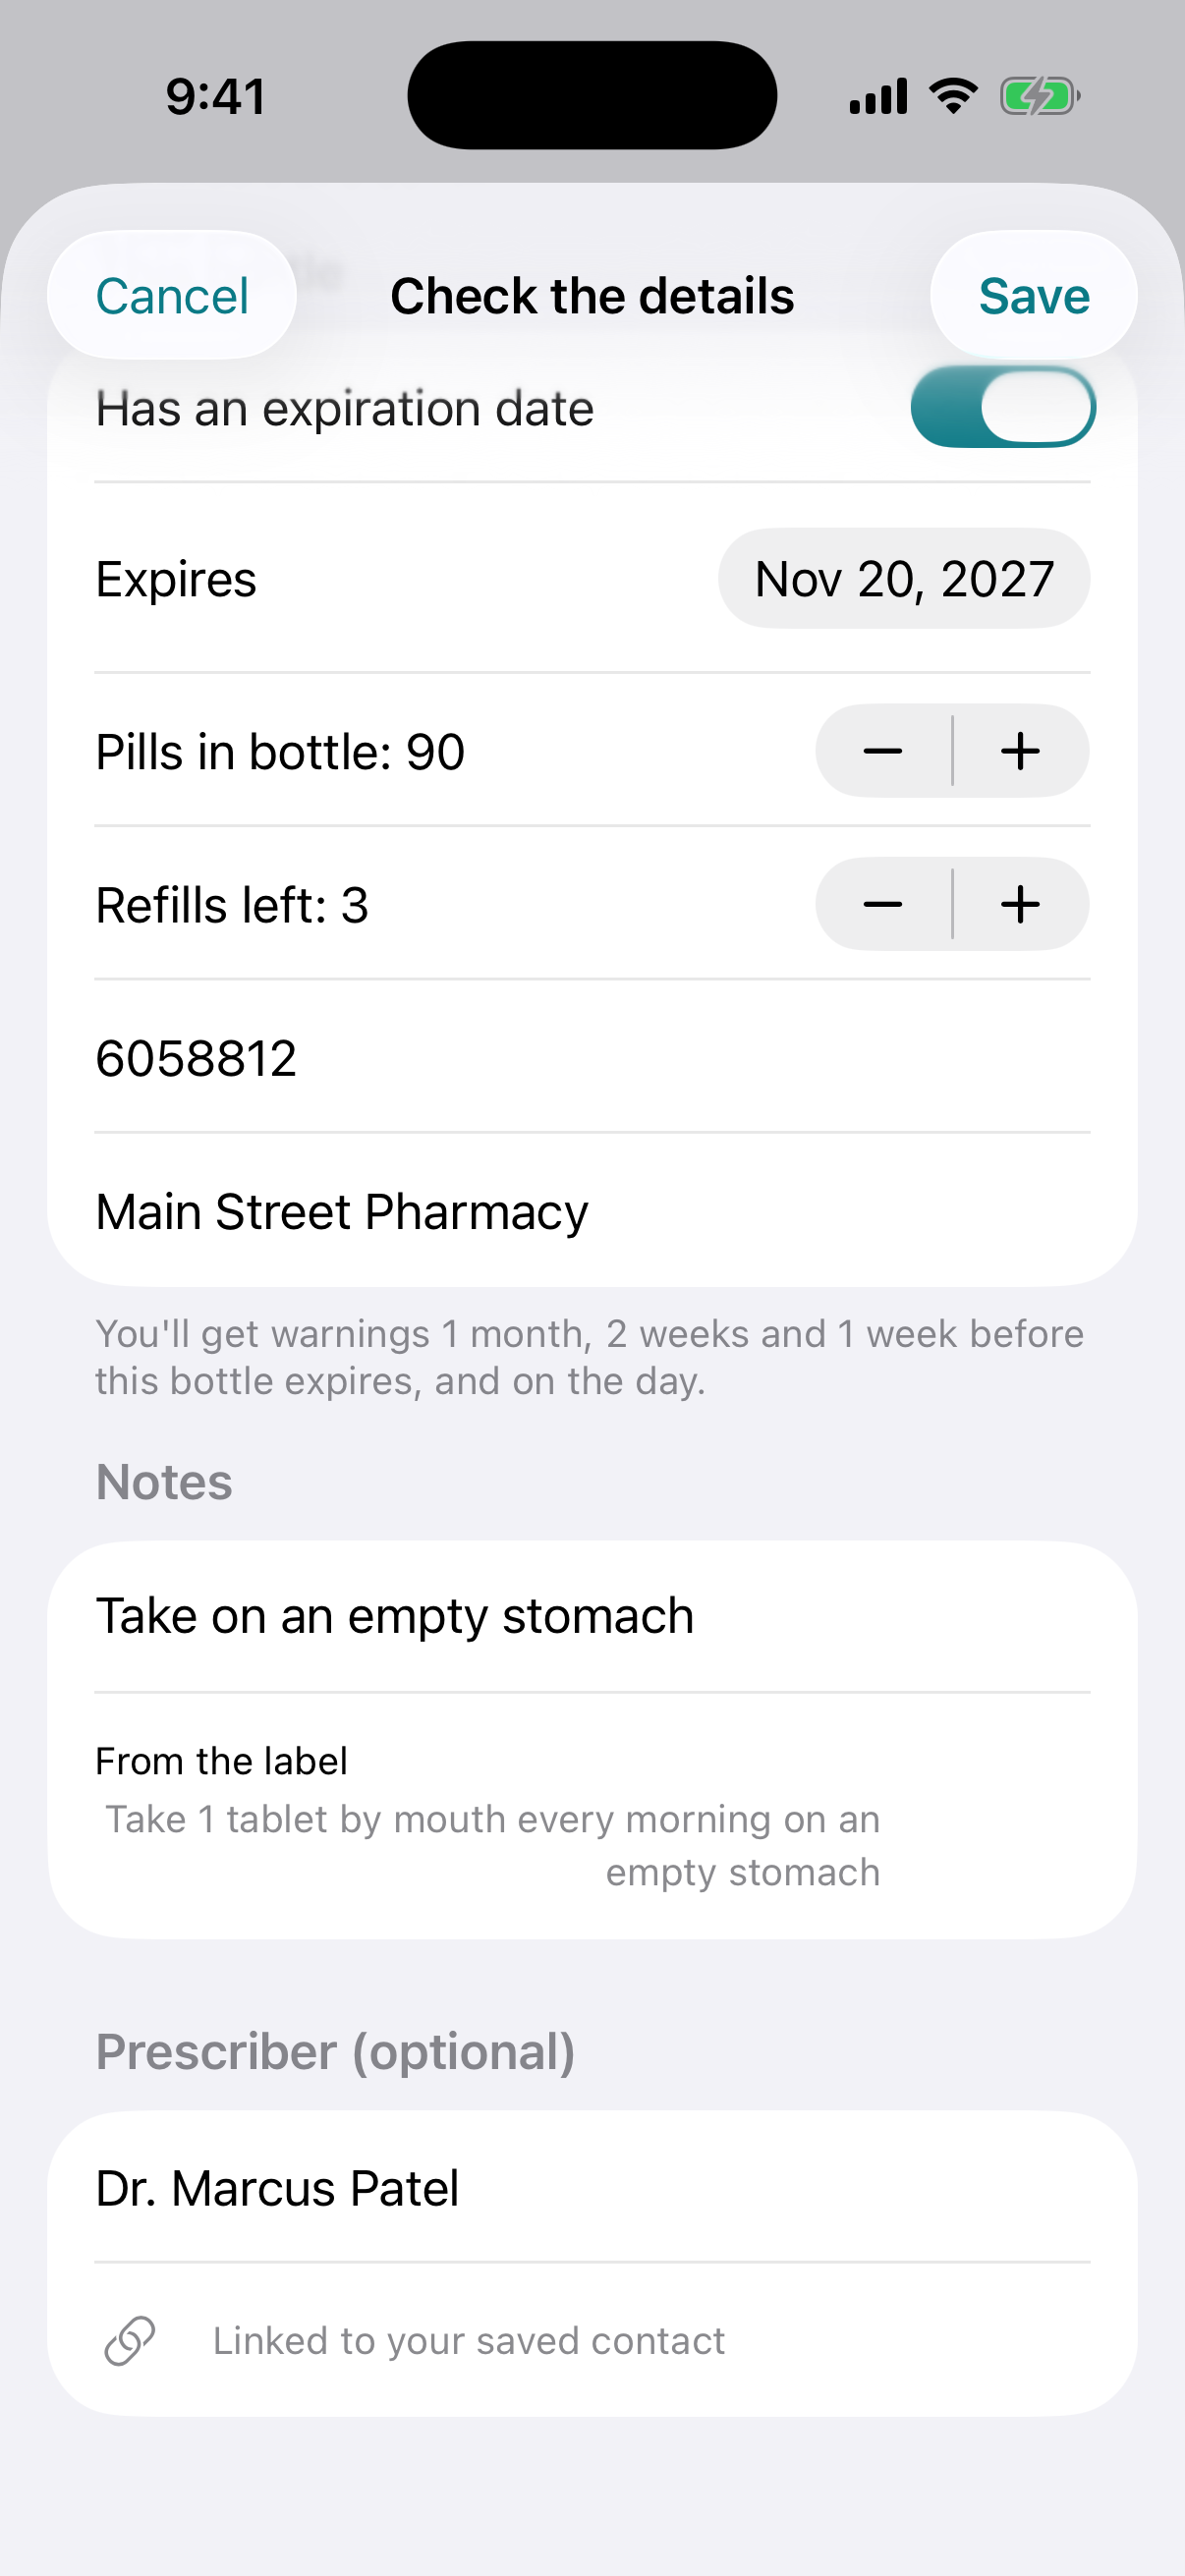 9:41
Cancel
Check the details
Save
Has an expiration date
Expires
Nov 20, 2027
Pills in bottle: 90
Refills left: 3
6058812
Main Street Pharmacy
You'll get warnings 1 month, 2 weeks and 1 week before
this bottle expires, and on the day.
Notes
Take on an empty stomach
From the label
Take 1 tablet by mouth every morning on an
empty stomach
Prescriber (optional)
Dr. Marcus Patel
Linked to your saved contact